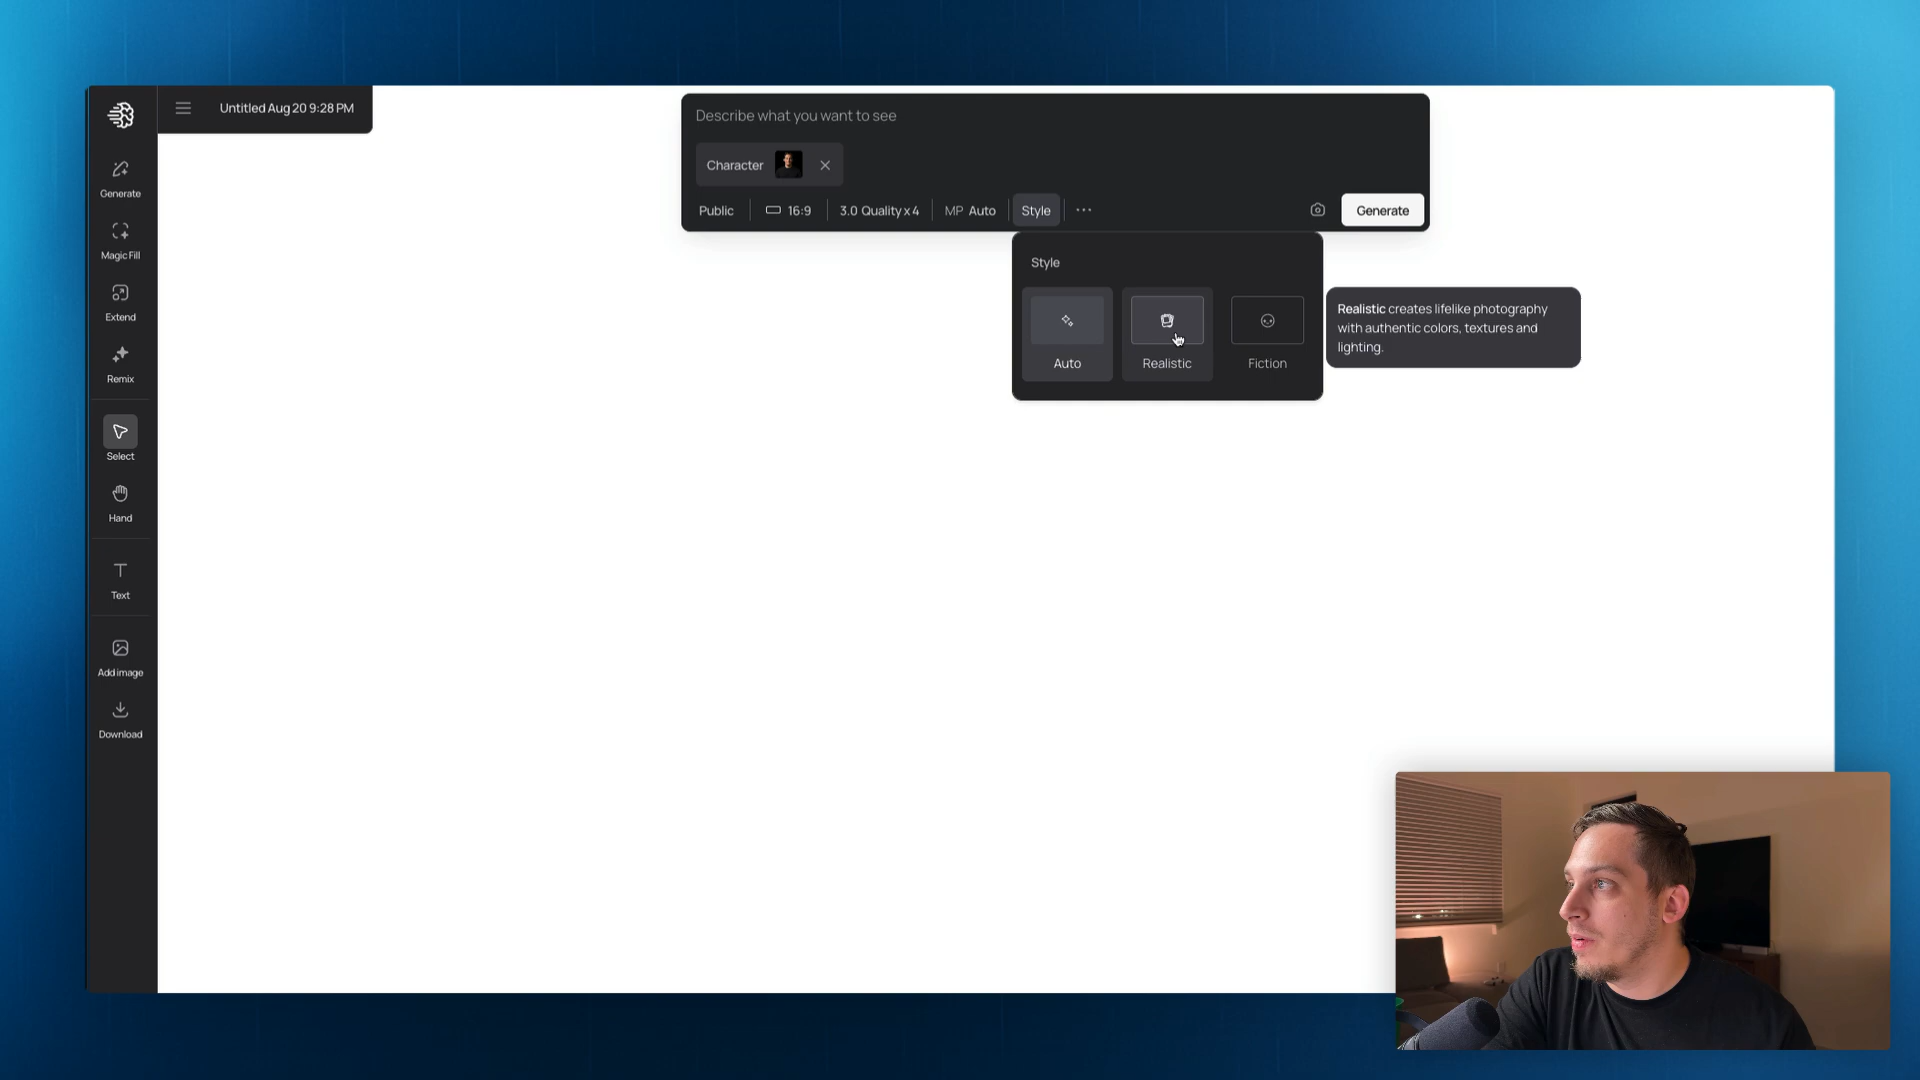 Untitled Aug 20 9:28 PM
Describe what you want to see
Character
Public
16:9
3.0 Quality x 4
MP Auto
Style
Generate
Style
Auto
Realistic
Fiction
Realistic creates lifelike photography
with authentic colors, textures and
lighting.
Generate
Magic Fill
Extend
Remix
Select
Hand
Text
Add image
Download